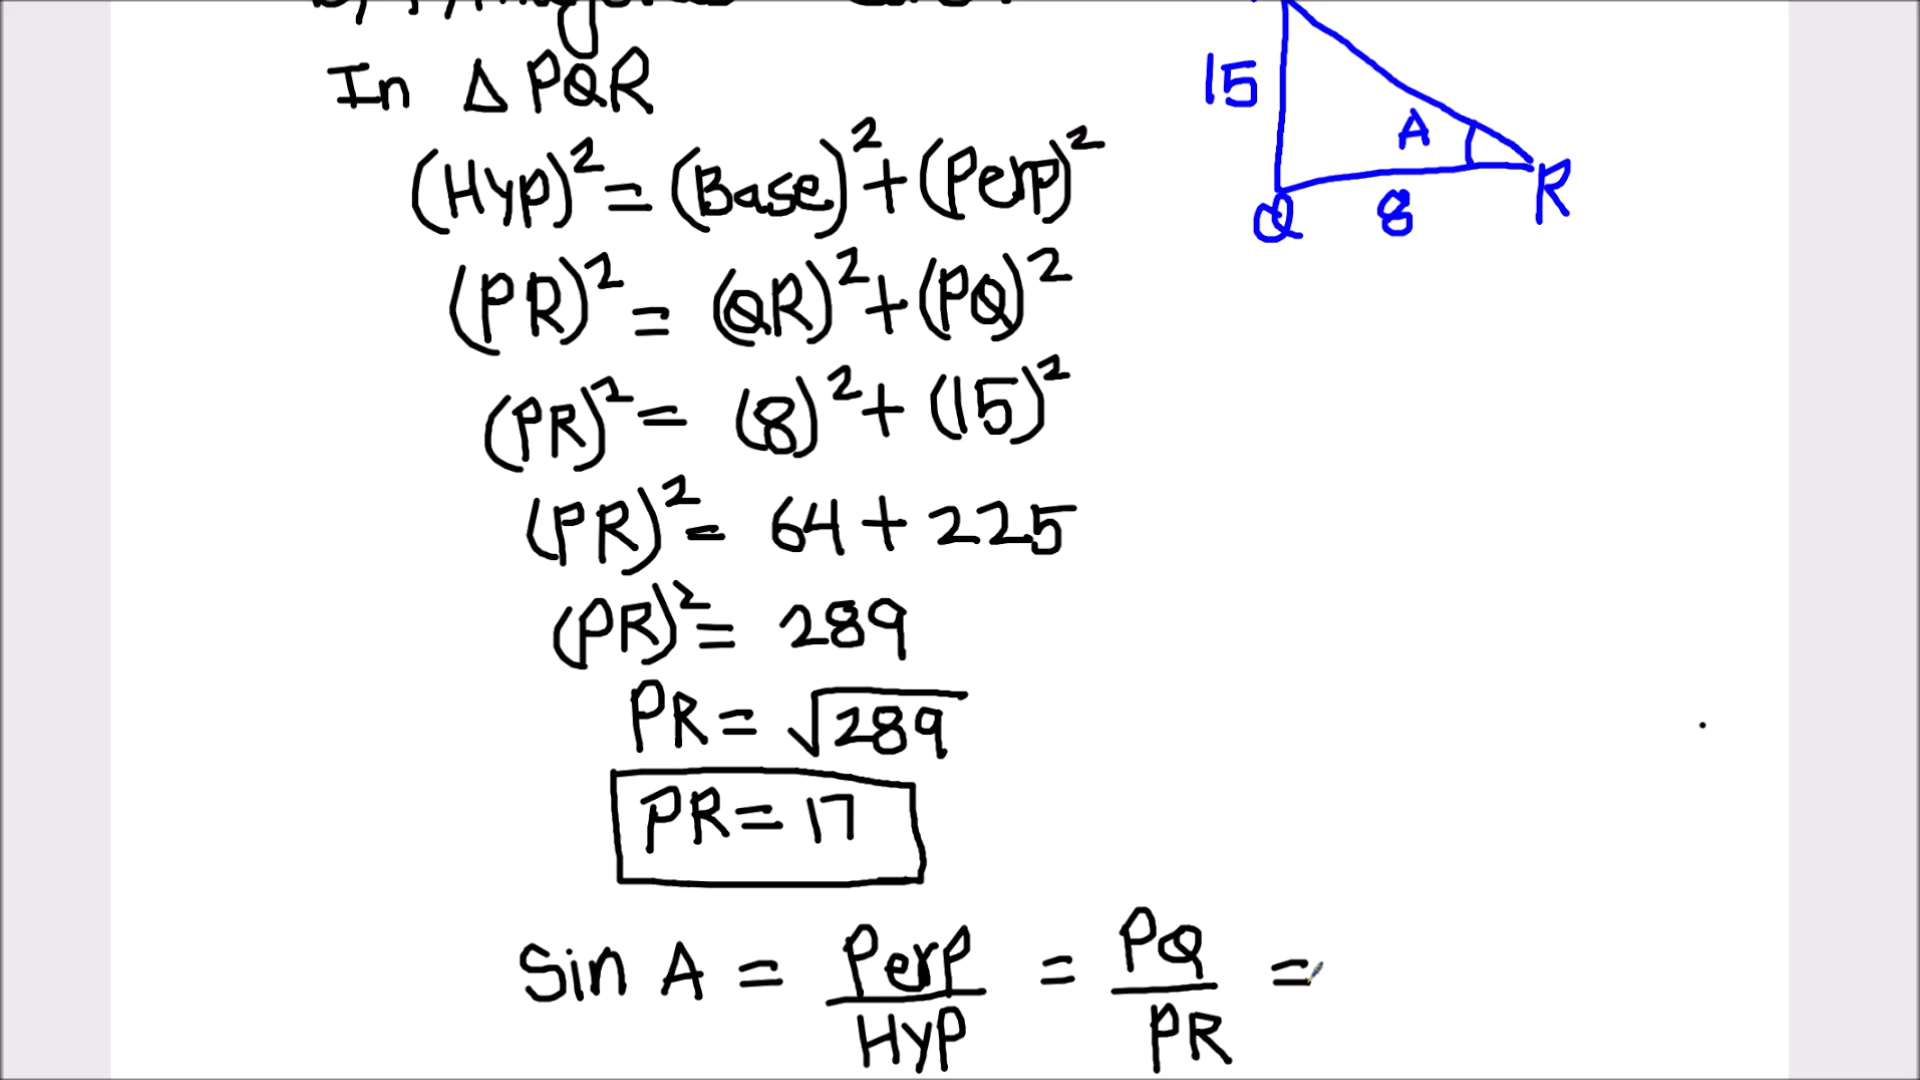 In Δ PQR
(Hyp)² = (Base)² + (Perp)²
(PR)² = (QR)² + (PQ)²
(PR)² = (8)² + (15)²
(PR)² = 64 + 225
(PR)² = 289
PR = √289
PR = 17
Sin A = Perp/Hyp = PQ/PR =
15
A
Q 8 R